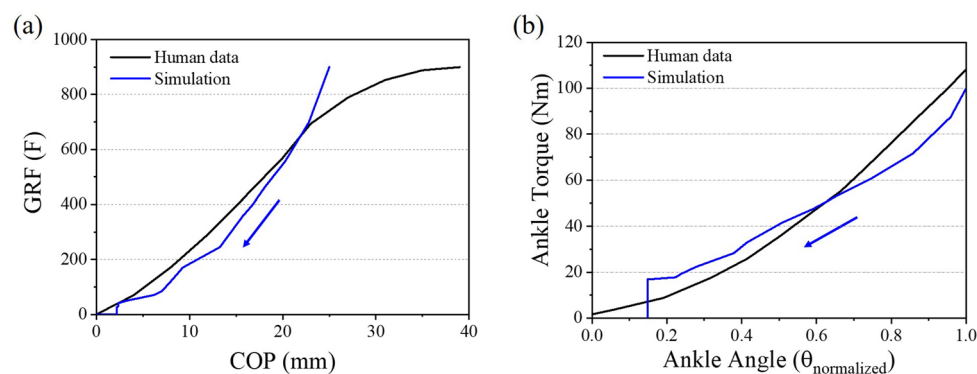 (a)
1000
800
600
400
200
0
GRF (F)
Human data
Simulation
0 10 20 30 40
COP (mm)
(b)
120
100
80
60
40
20
0
Ankle Torque (Nm)
Human data
Simulation
0.0 0.2 0.4 0.6 0.8 1.0
Ankle Angle (θnormalized)